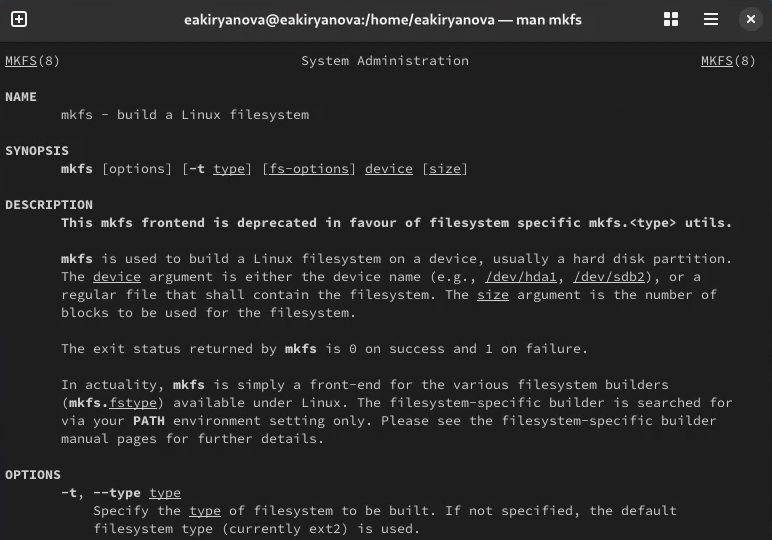 eakiryanova@eakiryanova:/home/eakiryanova — man mkfs
MKFS(8) System Administration MKFS(8)
NAME
mkfs - build a Linux filesystem
SYNOPSIS
mkfs [options] [-t type] [fs-options] device [size]
DESCRIPTION
This mkfs frontend is deprecated in favour of filesystem specific mkfs.<type> utils.
mkfs is used to build a Linux filesystem on a device, usually a hard disk partition.
The device argument is either the device name (e.g., /dev/hda1, /dev/sdb2), or a
regular file that shall contain the filesystem. The size argument is the number of
blocks to be used for the filesystem.
The exit status returned by mkfs is 0 on success and 1 on failure.
In actuality, mkfs is simply a front-end for the various filesystem builders
(mkfs.fstype) available under Linux. The filesystem-specific builder is searched for
via your PATH environment setting only. Please see the filesystem-specific builder
manual pages for further details.
OPTIONS
-t, --type type
Specify the type of filesystem to be built. If not specified, the default
filesystem type (currently ext2) is used.